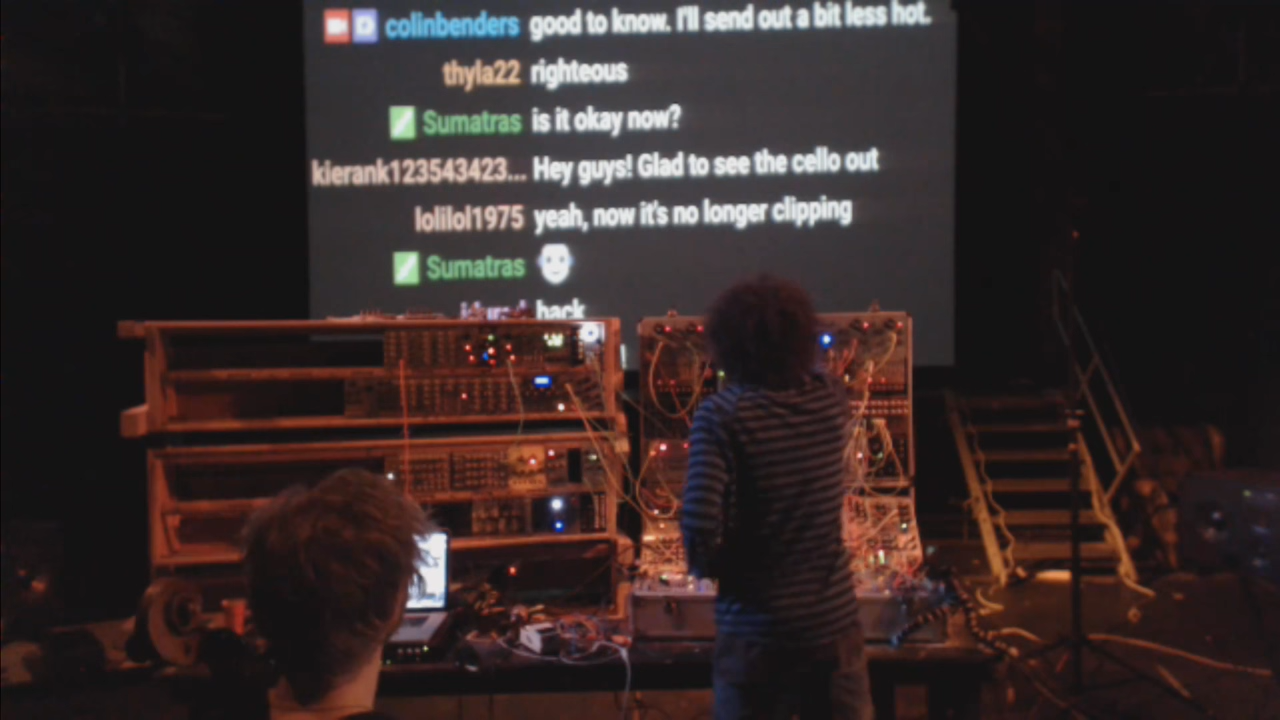 colinbenders good to know. I'll send out a bit less hot.
thyla22 righteous
Sumatras is it okay now?
kierank123543423... Hey guys! Glad to see the cello out
lolilol1975 yeah, now it's no longer clipping
Sumatras
back